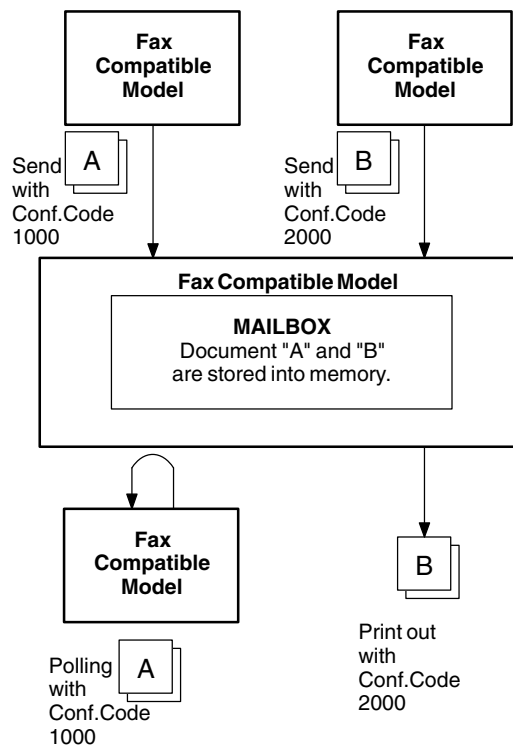 Fax
Compatible
Model
Fax
Compatible
Model
A
Send
with
Conf.Code
1000
B
Send
with
Conf.Code
2000
Fax Compatible Model
MAILBOX
Document "A" and "B"
are stored into memory.
Fax
Compatible
Model
A
Polling
with
Conf.Code
1000
B
Print out
with
Conf.Code
2000